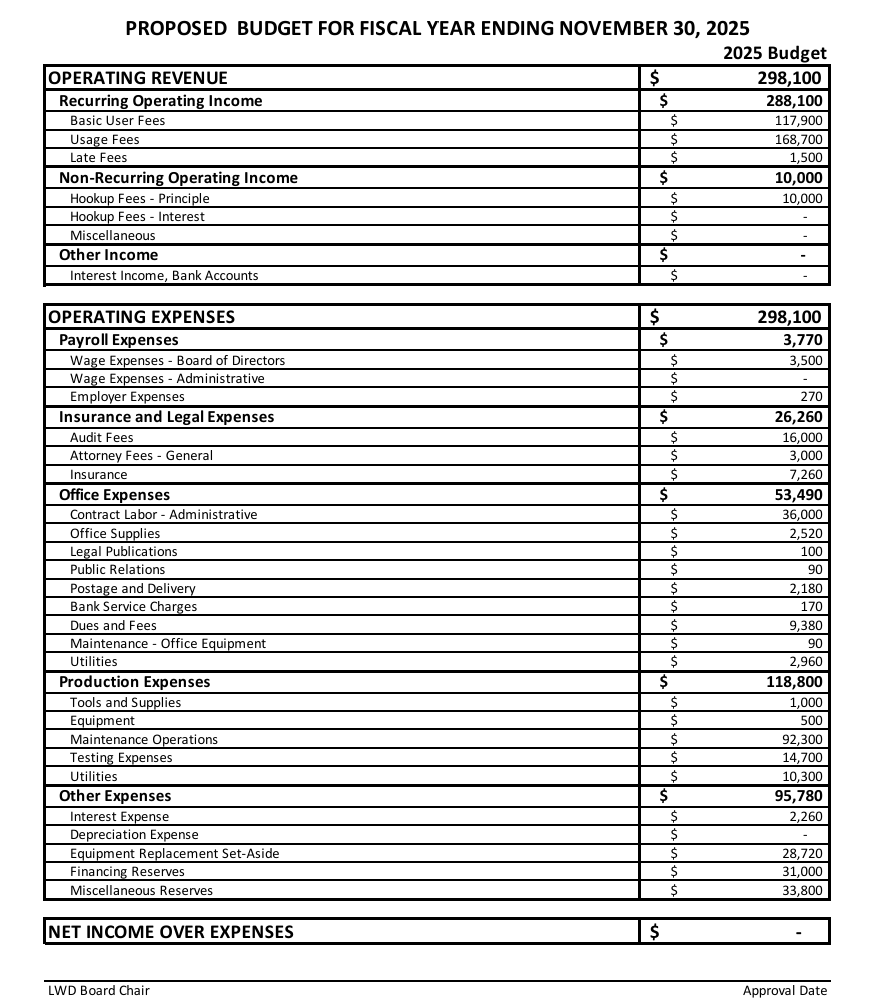 PROPOSED  BUDGET FOR FISCAL YEAR ENDING NOVEMBER 30, 2025
2025 Budget
OPERATING REVENUE $ 298,100
Recurring Operating Income $ 288,100
Basic User Fees $ 117,900
Usage Fees $ 168,700
Late Fees $ 1,500
Non-Recurring Operating Income $ 10,000
Hookup Fees - Principle $ 10,000
Hookup Fees - Interest $ -
Miscellaneous $ -
Other Income $ -
Interest Income, Bank Accounts $ -
OPERATING EXPENSES $ 298,100
Payroll Expenses $ 3,770
Wage Expenses - Board of Directors $ 3,500
Wage Expenses - Administrative $ -
Employer Expenses $ 270
Insurance and Legal Expenses $ 26,260
Audit Fees $ 16,000
Attorney Fees - General $ 3,000
Insurance $ 7,260
Office Expenses $ 53,490
Contract Labor - Administrative $ 36,000
Office Supplies $ 2,520
Legal Publications $ 100
Public Relations $ 90
Postage and Delivery $ 2,180
Bank Service Charges $ 170
Dues and Fees $ 9,380
Maintenance - Office Equipment $ 90
Utilities $ 2,960
Production Expenses $ 118,800
Tools and Supplies $ 1,000
Equipment $ 500
Maintenance Operations $ 92,300
Testing Expenses $ 14,700
Utilities $ 10,300
Other Expenses $ 95,780
Interest Expense $ 2,260
Depreciation Expense $ -
Equipment Replacement Set-Aside $ 28,720
Financing Reserves $ 31,000
Miscellaneous Reserves $ 33,800
NET INCOME OVER EXPENSES $ -
LWD Board Chair Approval Date